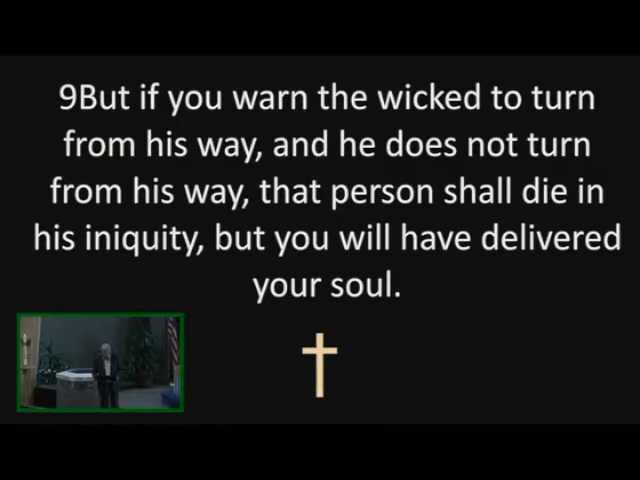 9But if you warn the wicked to turn
from his way, and he does not turn
from his way, that person shall die in
his iniquity, but you will have delivered
your soul.